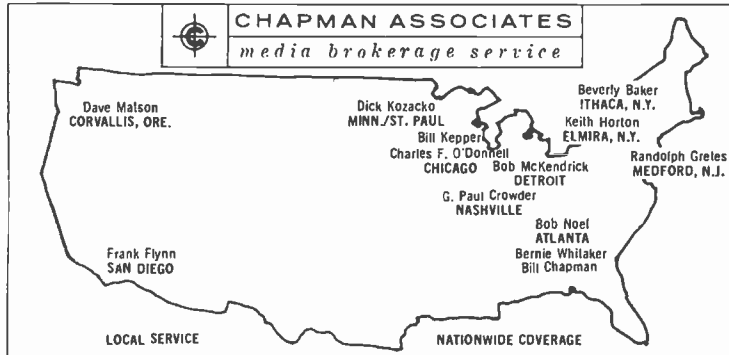 CHAPMAN ASSOCIATES
media brokerage service
Dave Matson
CORVALLIS, ORE.
Dick Kozacko
MINN./ST. PAUL
Beverly Baker
ITHACA, N.Y.
Keith Horton
ELMIRA, N.Y.
Bill Kepper
Charles F. O'Donnell
CHICAGO
Bob McKendrick
DETROIT
Randolph Greles
MEDFORD, N.J.
G. Paul Crowder
NASHVILLE
Bob Noel
ATLANTA
Bernie Whitaker
Bill Chapman
Frank Flynn
SAN DIEGO
LOCAL SERVICE
NATIONWIDE COVERAGE